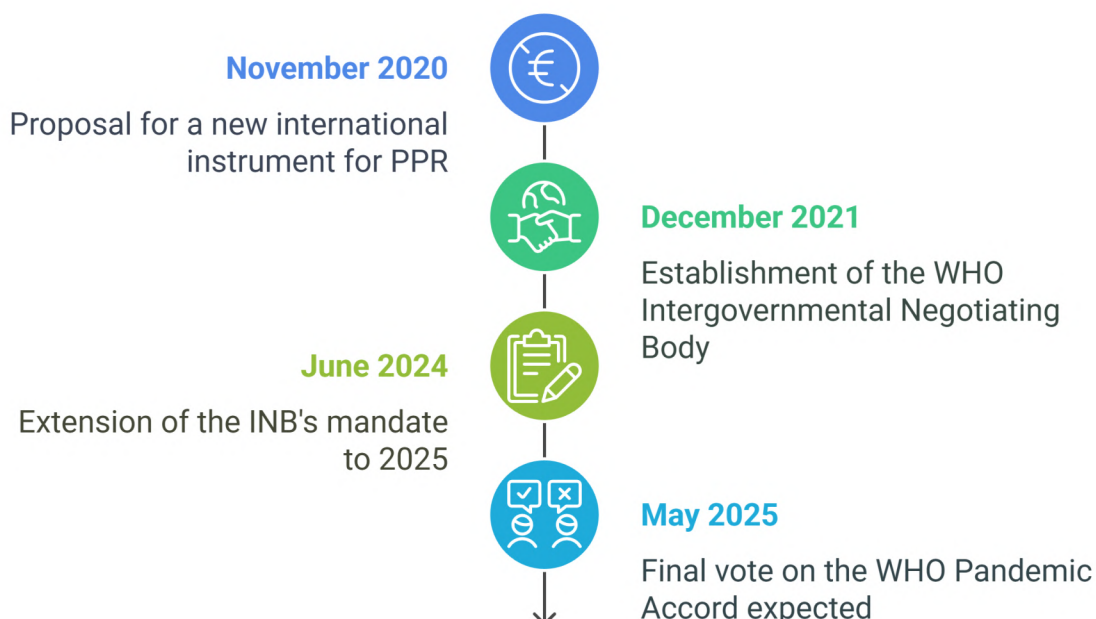 November 2020
Proposal for a new international
instrument for PPR
December 2021
Establishment of the WHO
Intergovernmental Negotiating
Body
June 2024
Extension of the INB's mandate
to 2025
May 2025
Final vote on the WHO Pandemic
Accord expected